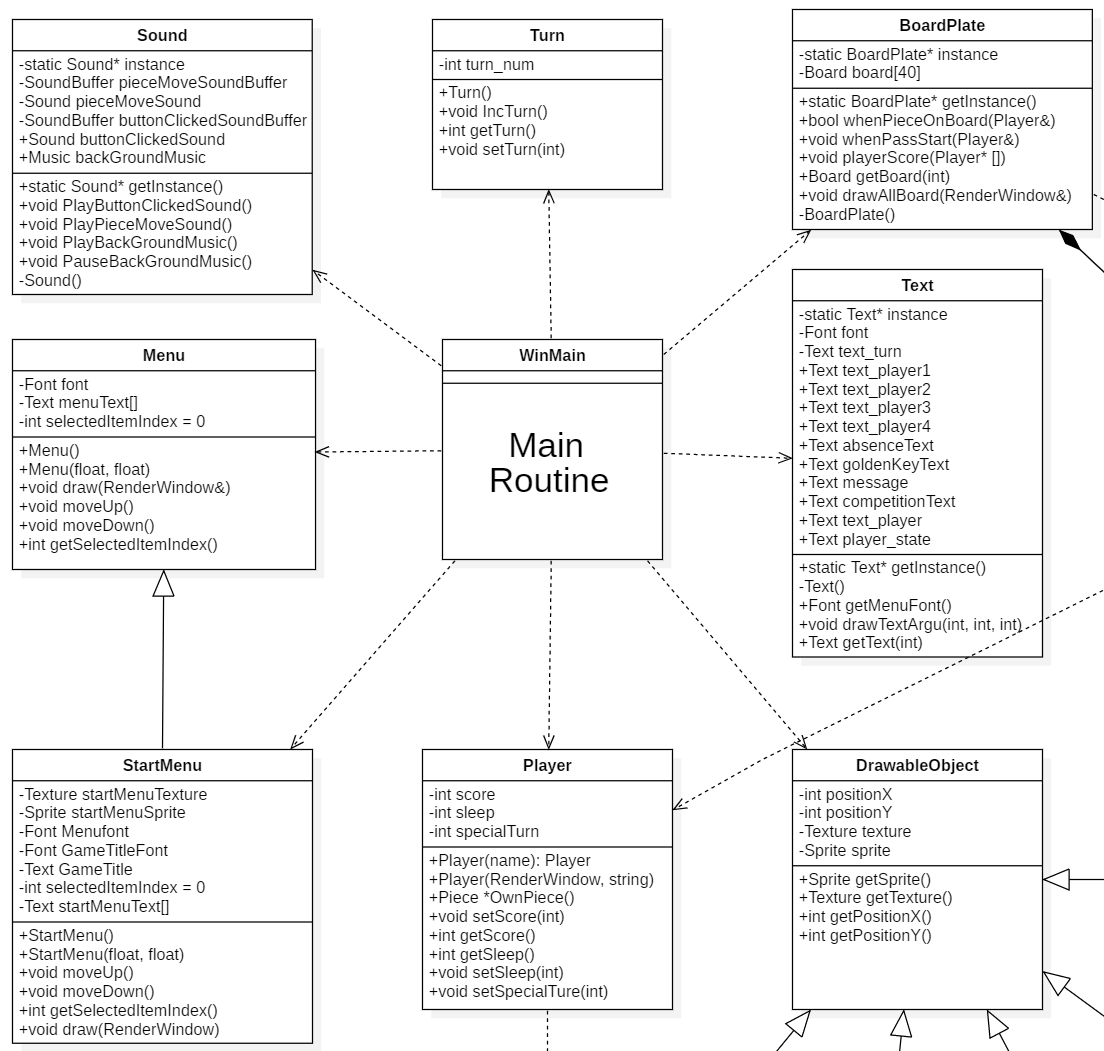 Sound
-static Sound* instance
-SoundBuffer pieceMoveSoundBuffer
-Sound pieceMoveSound
-SoundBuffer buttonClickedSoundBuffer
+Sound buttonClickedSound
+Music backGroundMusic
+static Sound* getInstance()
+void PlayButtonClickedSound()
+void PlayPieceMoveSound()
+void PlayBackGroundMusic()
+void PauseBackGroundMusic()
-Sound()
Turn
-int turn_num
+Turn()
+void IncTurn()
+int getTurn()
+void setTurn(int)
BoardPlate
-static BoardPlate* instance
-Board board[40]
+static BoardPlate* getInstance()
+bool whenPieceOnBoard(Player&)
+void whenPassStart(Player&)
+void playerScore(Player* [])
+Board getBoard(int)
+void drawAllBoard(RenderWindow&)
-BoardPlate()
Menu
-Font font
-Text menuText[]
-int selectedItemIndex = 0
+Menu()
+Menu(float, float)
+void draw(RenderWindow&)
+void moveUp()
+void moveDown()
+int getSelectedItemIndex()
WinMain
Main
Routine
Text
-static Text* instance
-Font font
-Text text_turn
+Text text_player1
+Text text_player2
+Text text_player3
+Text text_player4
+Text absenceText
+Text goldenKeyText
+Text message
+Text competitionText
+Text text_player
+Text player_state
+static Text* getInstance()
-Text()
+Font getMenuFont()
+void drawTextArgu(int, int, int)
+Text getText(int)
StartMenu
-Texture startMenuTexture
-Sprite startMenuSprite
-Font Menufont
-Font GameTitleFont
-Text GameTitle
-int selectedItemIndex = 0
-Text startMenuText[]
+StartMenu()
+StartMenu(float, float)
+void moveUp()
+void moveDown()
+int getSelectedItemIndex()
+void draw(RenderWindow)
Player
-int score
-int sleep
-int specialTurn
+Player(name): Player
+Player(RenderWindow, string)
+Piece *OwnPiece()
+void setScore(int)
+int getScore()
+int getSleep()
+void setSleep(int)
+void setSpecialTure(int)
DrawableObject
-int positionX
-int positionY
-Texture texture
-Sprite sprite
+Sprite getSprite()
+Texture getTexture()
+int getPositionX()
+int getPositionY()